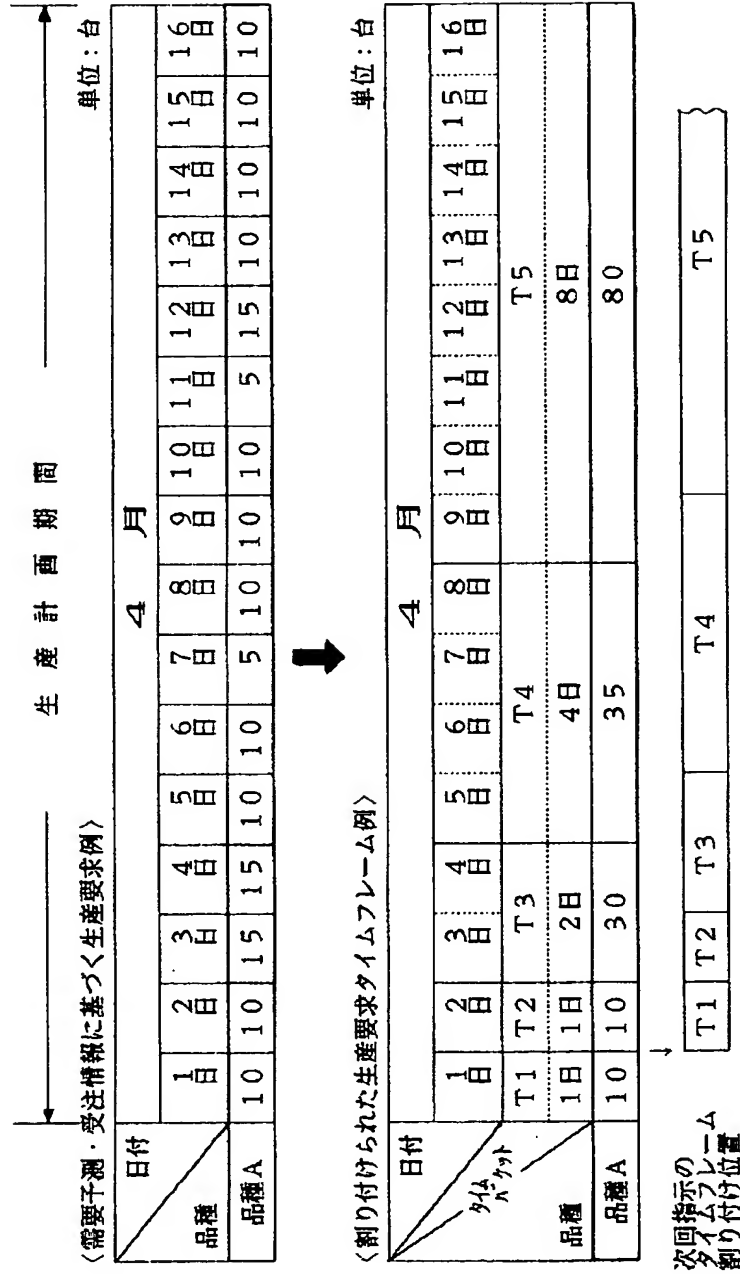 生産計画期間
〈需要予測・受注情報に基づく生産要求例〉 単位：台
日付 4月
品種 1日 2日 3日 4日 5日 6日 7日 8日 9日 10日 11日 12日 13日 14日 15日 16日
品種A 10 10 15 15 10 10 5 10 10 10 5 15 10 10 10 10
〈割り付けられた生産要求タイムフレーム例〉 単位：台
4月
1日 2日 3日 4日 5日 6日 7日 8日 9日 10日 11日 12日 13日 14日 15日 16日
タイムバケット T1 T2 T3 T4 T5
品種 1日 1日 2日 4日 8日
品種A 10 10 30 35 80
次回指示の
タイムフレーム
割り付け位置
T1 T2 T3 T4 T5